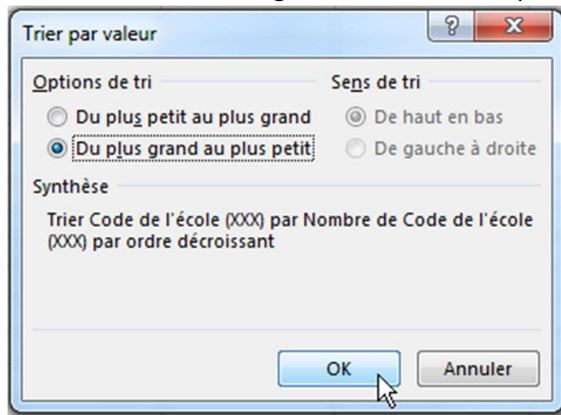 Trier par valeur
?
X
Options de tri
Sens de tri
Du plus petit au plus grand
De haut en bas
Du plus grand au plus petit
De gauche à droite
Synthèse
Trier Code de l'école (XXX) par Nombre de Code de l'école
(XXX) par ordre décroissant
OK
Annuler